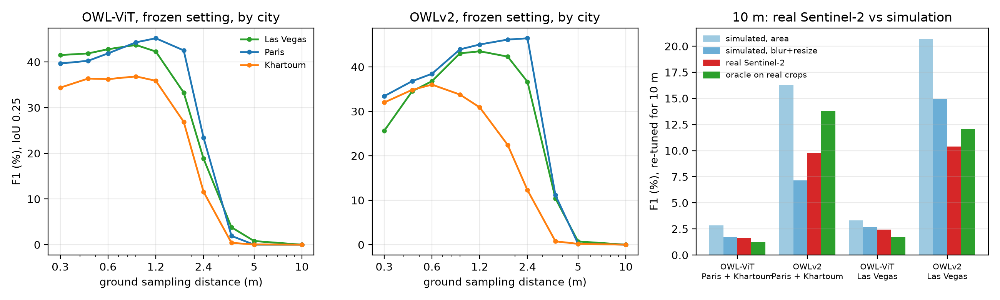 OWL-ViT, frozen setting, by city
F1 (%), IoU 0.25
40
30
20
10
0
Las Vegas
Paris
Khartoum
0.3
0.6
1.2
2.4
5
10
ground sampling distance (m)
OWLv2, frozen setting, by city
40
30
20
10
0
0.3
0.6
1.2
2.4
5
10
ground sampling distance (m)
10 m: real Sentinel-2 vs simulation
F1 (%), re-tuned for 10 m
20.0
17.5
15.0
12.5
10.0
7.5
5.0
2.5
0.0
simulated, area
simulated, blur+resize
real Sentinel-2
oracle on real crops
OWL-ViT
Paris + Khartoum
OWLv2
Paris + Khartoum
OWL-ViT
Las Vegas
OWLv2
Las Vegas